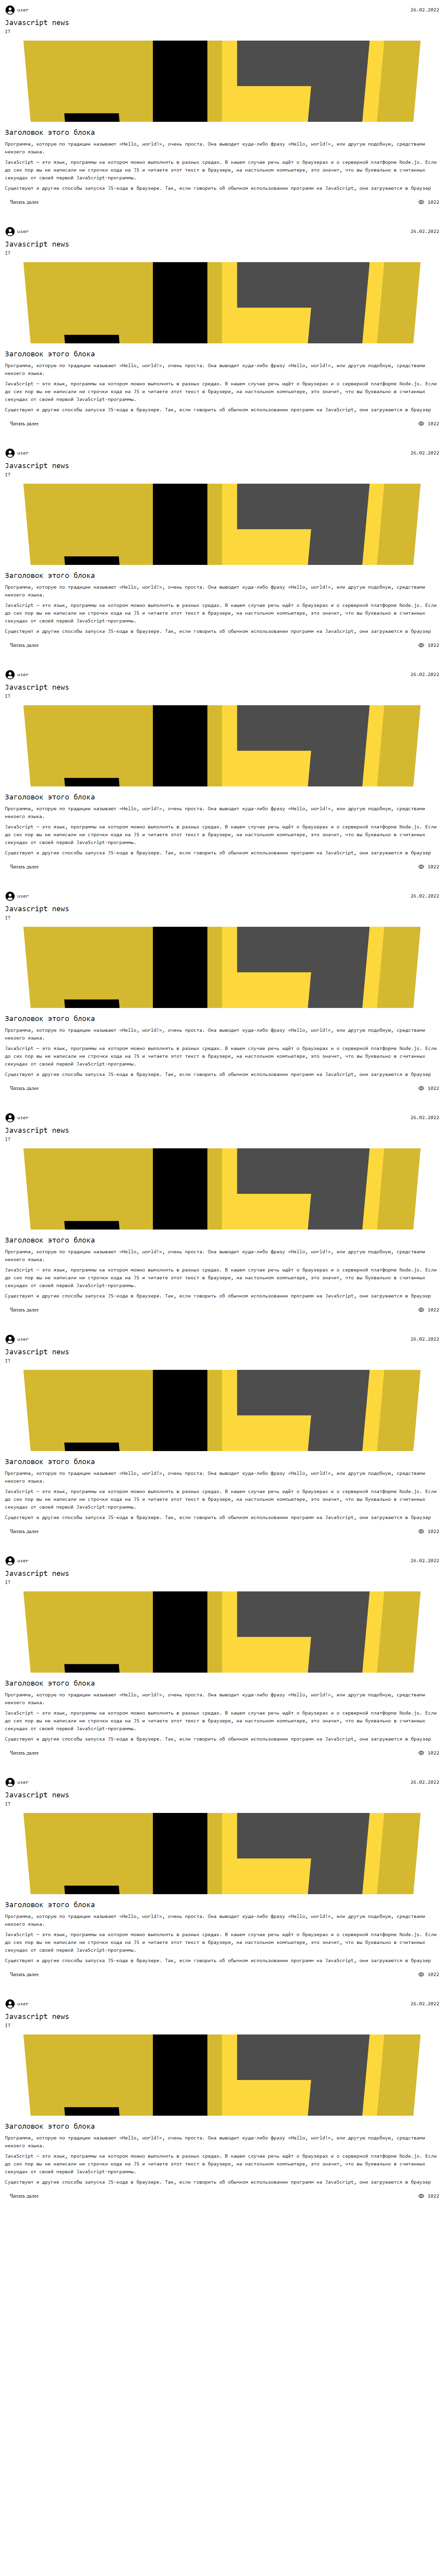 user 26.02.2022
Javascript news
IT
Заголовок этого блока
Программа, которую по традиции называют «Hello, world!», очень проста. Она выводит куда-либо фразу «Hello, world!», или другую подобную, средствами
некоего языка.
JavaScript — это язык, программы на котором можно выполнять в разных средах. В нашем случае речь идёт о браузерах и о серверной платформе Node.js. Если
до сих пор вы не написали ни строчки кода на JS и читаете этот текст в браузере, на настольном компьютере, это значит, что вы буквально в считанных
секундах от своей первой JavaScript-программы.
Существуют и другие способы запуска JS-кода в браузере. Так, если говорить об обычном использовании программ на JavaScript, они загружаются в браузер
Читать далее 1022
user 26.02.2022
Javascript news
IT
Заголовок этого блока
Программа, которую по традиции называют «Hello, world!», очень проста. Она выводит куда-либо фразу «Hello, world!», или другую подобную, средствами
некоего языка.
JavaScript — это язык, программы на котором можно выполнять в разных средах. В нашем случае речь идёт о браузерах и о серверной платформе Node.js. Если
до сих пор вы не написали ни строчки кода на JS и читаете этот текст в браузере, на настольном компьютере, это значит, что вы буквально в считанных
секундах от своей первой JavaScript-программы.
Существуют и другие способы запуска JS-кода в браузере. Так, если говорить об обычном использовании программ на JavaScript, они загружаются в браузер
Читать далее 1022
user 26.02.2022
Javascript news
IT
Заголовок этого блока
Программа, которую по традиции называют «Hello, world!», очень проста. Она выводит куда-либо фразу «Hello, world!», или другую подобную, средствами
некоего языка.
JavaScript — это язык, программы на котором можно выполнять в разных средах. В нашем случае речь идёт о браузерах и о серверной платформе Node.js. Если
до сих пор вы не написали ни строчки кода на JS и читаете этот текст в браузере, на настольном компьютере, это значит, что вы буквально в считанных
секундах от своей первой JavaScript-программы.
Существуют и другие способы запуска JS-кода в браузере. Так, если говорить об обычном использовании программ на JavaScript, они загружаются в браузер
Читать далее 1022
user 26.02.2022
Javascript news
IT
Заголовок этого блока
Программа, которую по традиции называют «Hello, world!», очень проста. Она выводит куда-либо фразу «Hello, world!», или другую подобную, средствами
некоего языка.
JavaScript — это язык, программы на котором можно выполнять в разных средах. В нашем случае речь идёт о браузерах и о серверной платформе Node.js. Если
до сих пор вы не написали ни строчки кода на JS и читаете этот текст в браузере, на настольном компьютере, это значит, что вы буквально в считанных
секундах от своей первой JavaScript-программы.
Существуют и другие способы запуска JS-кода в браузере. Так, если говорить об обычном использовании программ на JavaScript, они загружаются в браузер
Читать далее 1022
user 26.02.2022
Javascript news
IT
Заголовок этого блока
Программа, которую по традиции называют «Hello, world!», очень проста. Она выводит куда-либо фразу «Hello, world!», или другую подобную, средствами
некоего языка.
JavaScript — это язык, программы на котором можно выполнять в разных средах. В нашем случае речь идёт о браузерах и о серверной платформе Node.js. Если
до сих пор вы не написали ни строчки кода на JS и читаете этот текст в браузере, на настольном компьютере, это значит, что вы буквально в считанных
секундах от своей первой JavaScript-программы.
Существуют и другие способы запуска JS-кода в браузере. Так, если говорить об обычном использовании программ на JavaScript, они загружаются в браузер
Читать далее 1022
user 26.02.2022
Javascript news
IT
Заголовок этого блока
Программа, которую по традиции называют «Hello, world!», очень проста. Она выводит куда-либо фразу «Hello, world!», или другую подобную, средствами
некоего языка.
JavaScript — это язык, программы на котором можно выполнять в разных средах. В нашем случае речь идёт о браузерах и о серверной платформе Node.js. Если
до сих пор вы не написали ни строчки кода на JS и читаете этот текст в браузере, на настольном компьютере, это значит, что вы буквально в считанных
секундах от своей первой JavaScript-программы.
Существуют и другие способы запуска JS-кода в браузере. Так, если говорить об обычном использовании программ на JavaScript, они загружаются в браузер
Читать далее 1022
user 26.02.2022
Javascript news
IT
Заголовок этого блока
Программа, которую по традиции называют «Hello, world!», очень проста. Она выводит куда-либо фразу «Hello, world!», или другую подобную, средствами
некоего языка.
JavaScript — это язык, программы на котором можно выполнять в разных средах. В нашем случае речь идёт о браузерах и о серверной платформе Node.js. Если
до сих пор вы не написали ни строчки кода на JS и читаете этот текст в браузере, на настольном компьютере, это значит, что вы буквально в считанных
секундах от своей первой JavaScript-программы.
Существуют и другие способы запуска JS-кода в браузере. Так, если говорить об обычном использовании программ на JavaScript, они загружаются в браузер
Читать далее 1022
user 26.02.2022
Javascript news
IT
Заголовок этого блока
Программа, которую по традиции называют «Hello, world!», очень проста. Она выводит куда-либо фразу «Hello, world!», или другую подобную, средствами
некоего языка.
JavaScript — это язык, программы на котором можно выполнять в разных средах. В нашем случае речь идёт о браузерах и о серверной платформе Node.js. Если
до сих пор вы не написали ни строчки кода на JS и читаете этот текст в браузере, на настольном компьютере, это значит, что вы буквально в считанных
секундах от своей первой JavaScript-программы.
Существуют и другие способы запуска JS-кода в браузере. Так, если говорить об обычном использовании программ на JavaScript, они загружаются в браузер
Читать далее 1022
user 26.02.2022
Javascript news
IT
Заголовок этого блока
Программа, которую по традиции называют «Hello, world!», очень проста. Она выводит куда-либо фразу «Hello, world!», или другую подобную, средствами
некоего языка.
JavaScript — это язык, программы на котором можно выполнять в разных средах. В нашем случае речь идёт о браузерах и о серверной платформе Node.js. Если
до сих пор вы не написали ни строчки кода на JS и читаете этот текст в браузере, на настольном компьютере, это значит, что вы буквально в считанных
секундах от своей первой JavaScript-программы.
Существуют и другие способы запуска JS-кода в браузере. Так, если говорить об обычном использовании программ на JavaScript, они загружаются в браузер
Читать далее 1022
user 26.02.2022
Javascript news
IT
Заголовок этого блока
Программа, которую по традиции называют «Hello, world!», очень проста. Она выводит куда-либо фразу «Hello, world!», или другую подобную, средствами
некоего языка.
JavaScript — это язык, программы на котором можно выполнять в разных средах. В нашем случае речь идёт о браузерах и о серверной платформе Node.js. Если
до сих пор вы не написали ни строчки кода на JS и читаете этот текст в браузере, на настольном компьютере, это значит, что вы буквально в считанных
секундах от своей первой JavaScript-программы.
Существуют и другие способы запуска JS-кода в браузере. Так, если говорить об обычном использовании программ на JavaScript, они загружаются в браузер
Читать далее 1022